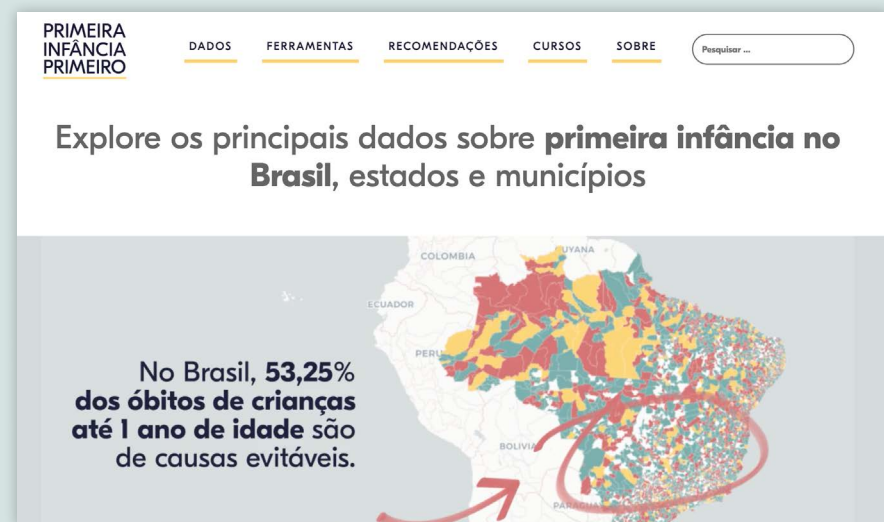 PRIMEIRA
INFÂNCIA
PRIMEIRO
DADOS FERRAMENTAS RECOMENDAÇÕES CURSOS SOBRE Pesquisar ...
Explore os principais dados sobre primeira infância no
Brasil, estados e municípios
COLOMBIA
GUYANA
ECUADOR
PERU
No Brasil, 53,25%
dos óbitos de crianças
até 1 ano de idade são
de causas evitáveis.
BOLIVIA
PARAGUA